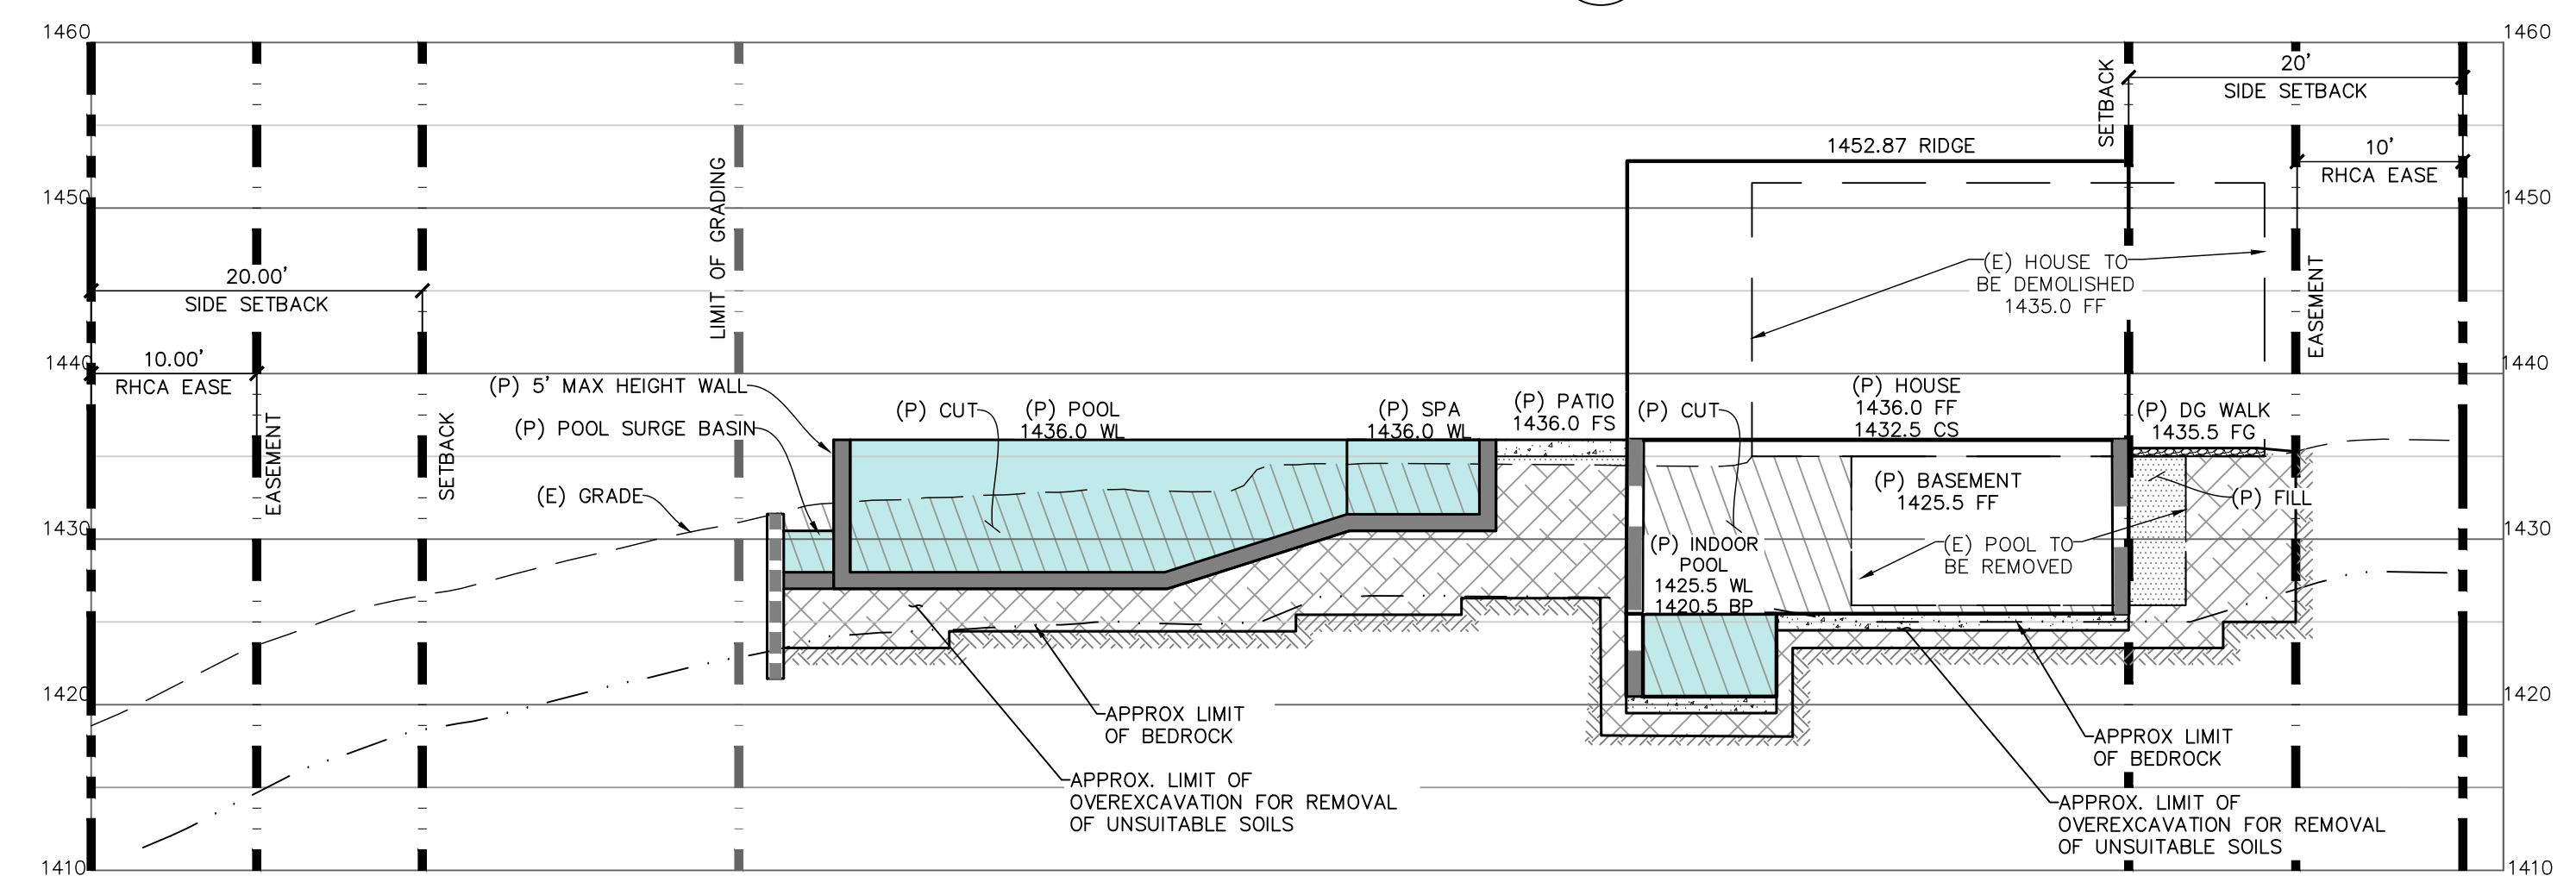 1460
1460
SETBACK
20'
SIDE SETBACK
1452.87 RIDGE
10'
RHCA EASE
LIMIT OF GRADING
1450
1450
(E) HOUSE TO
BE DEMOLISHED
1435.0 FF
EASEMENT
20.00'
SIDE SETBACK
1440
1440
10.00'
RHCA EASE
EASEMENT
SETBACK
(P) 5' MAX HEIGHT WALL
(P) POOL SURGE BASIN
(E) GRADE
(P) CUT
(P) POOL
1436.0 WL
(P) SPA
1436.0 WL
(P) PATIO
1436.0 FS
(P) CUT
(P) HOUSE
1436.0 FF
1432.5 CS
(P) DG WALK
1435.5 FG
(P) BASEMENT
1425.5 FF
(P) FILL
1430
1430
(P) INDOOR
POOL
1425.5 WL
1420.5 BP
(E) POOL TO
BE REMOVED
1420
1420
APPROX LIMIT
OF BEDROCK
APPROX. LIMIT OF
OVEREXCAVATION FOR REMOVAL
OF UNSUITABLE SOILS
APPROX LIMIT
OF BEDROCK
APPROX. LIMIT OF
OVEREXCAVATION FOR REMOVAL
OF UNSUITABLE SOILS
1410
1410